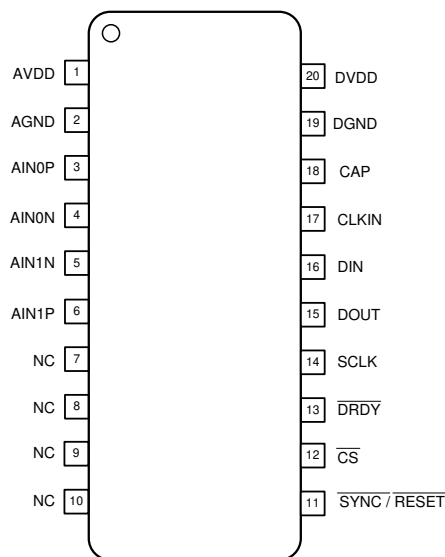 AVDD 1 20 DVDD
AGND 2 19 DGND
AIN0P 3 18 CAP
AIN0N 4 17 CLKIN
AIN1N 5 16 DIN
AIN1P 6 15 DOUT
NC 7 14 SCLK
NC 8 13 DRDY
NC 9 12 CS
NC 10 11 SYNC / RESET